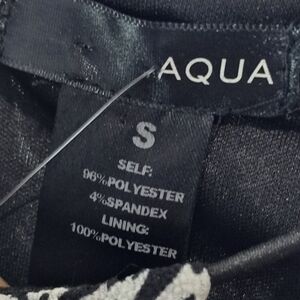 AQUA
S
SELF:
96%POLYESTER
4%SPANDEX
LINING:
100%POLYESTER